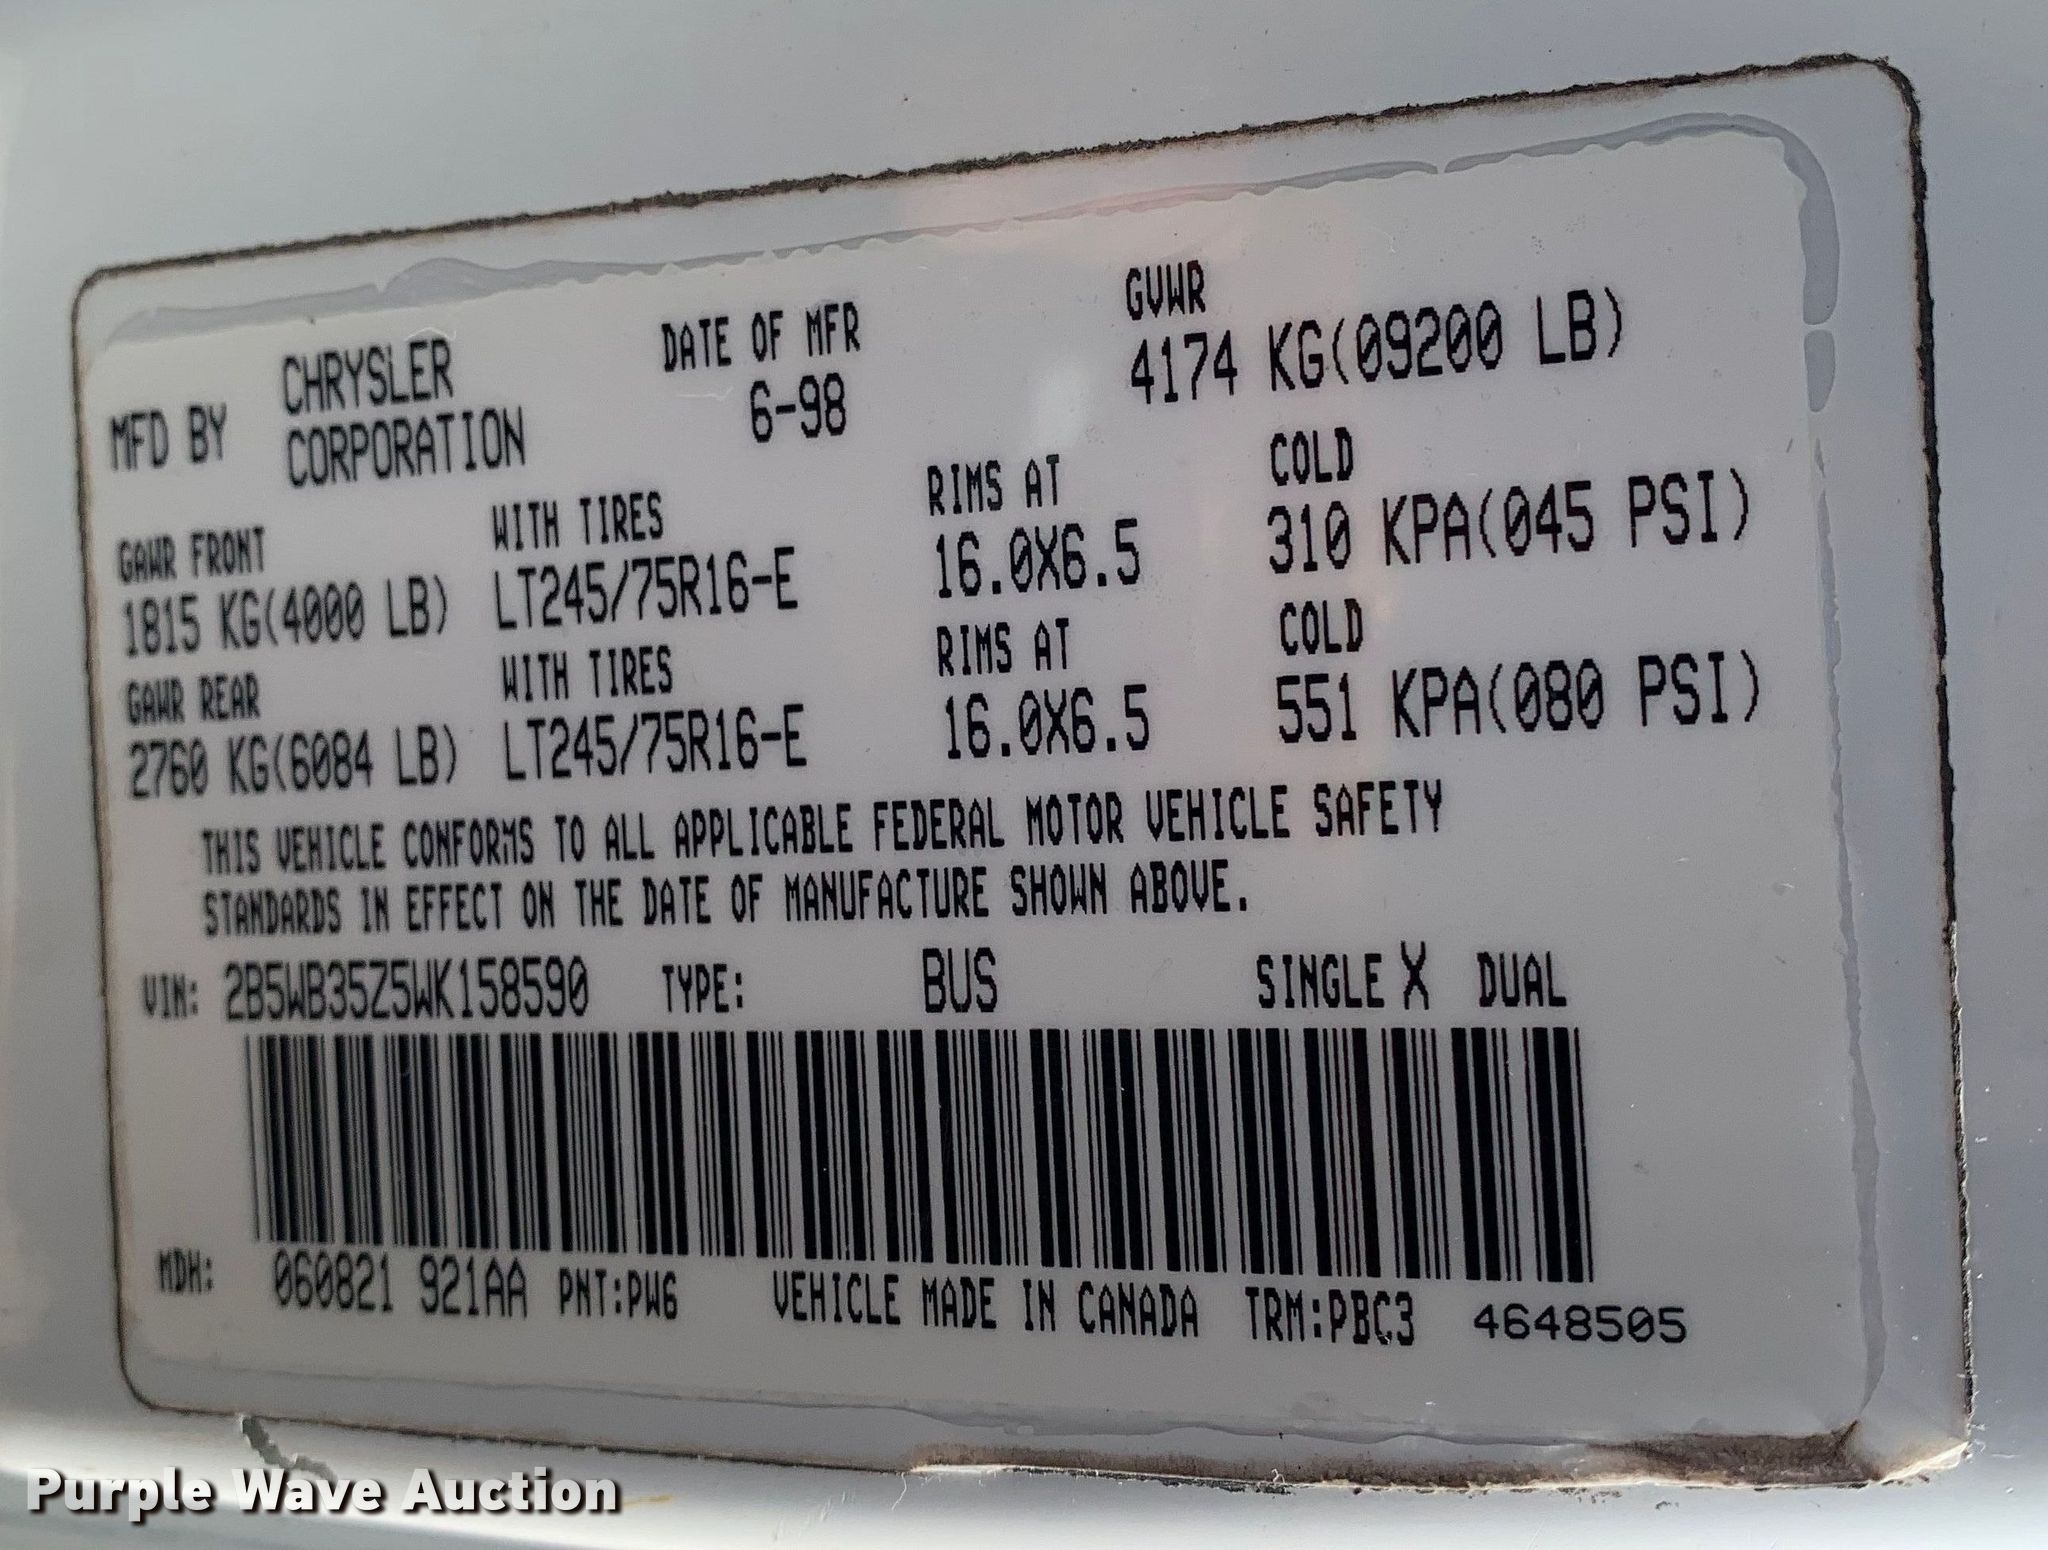 MFD BY CHRYSLER CORPORATION DATE OF MFR 6-98 GVWR 4174 KG(09200 LB)
GAWR FRONT WITH TIRES RIMS AT COLD
1815 KG(4000 LB) LT245/75R16-E 16.0X6.5 310 KPA(045 PSI)
GAWR REAR WITH TIRES RIMS AT COLD
2760 KG(6084 LB) LT245/75R16-E 16.0X6.5 551 KPA(080 PSI)
THIS VEHICLE CONFORMS TO ALL APPLICABLE FEDERAL MOTOR VEHICLE SAFETY
STANDARDS IN EFFECT ON THE DATE OF MANUFACTURE SHOWN ABOVE.
VIN: 2B5WB35Z5WK158590 TYPE: BUS SINGLE X DUAL
MDH: 060821 921AA PNT:PW6 VEHICLE MADE IN CANADA TRM:PBC3 4648505
Purple Wave Auction